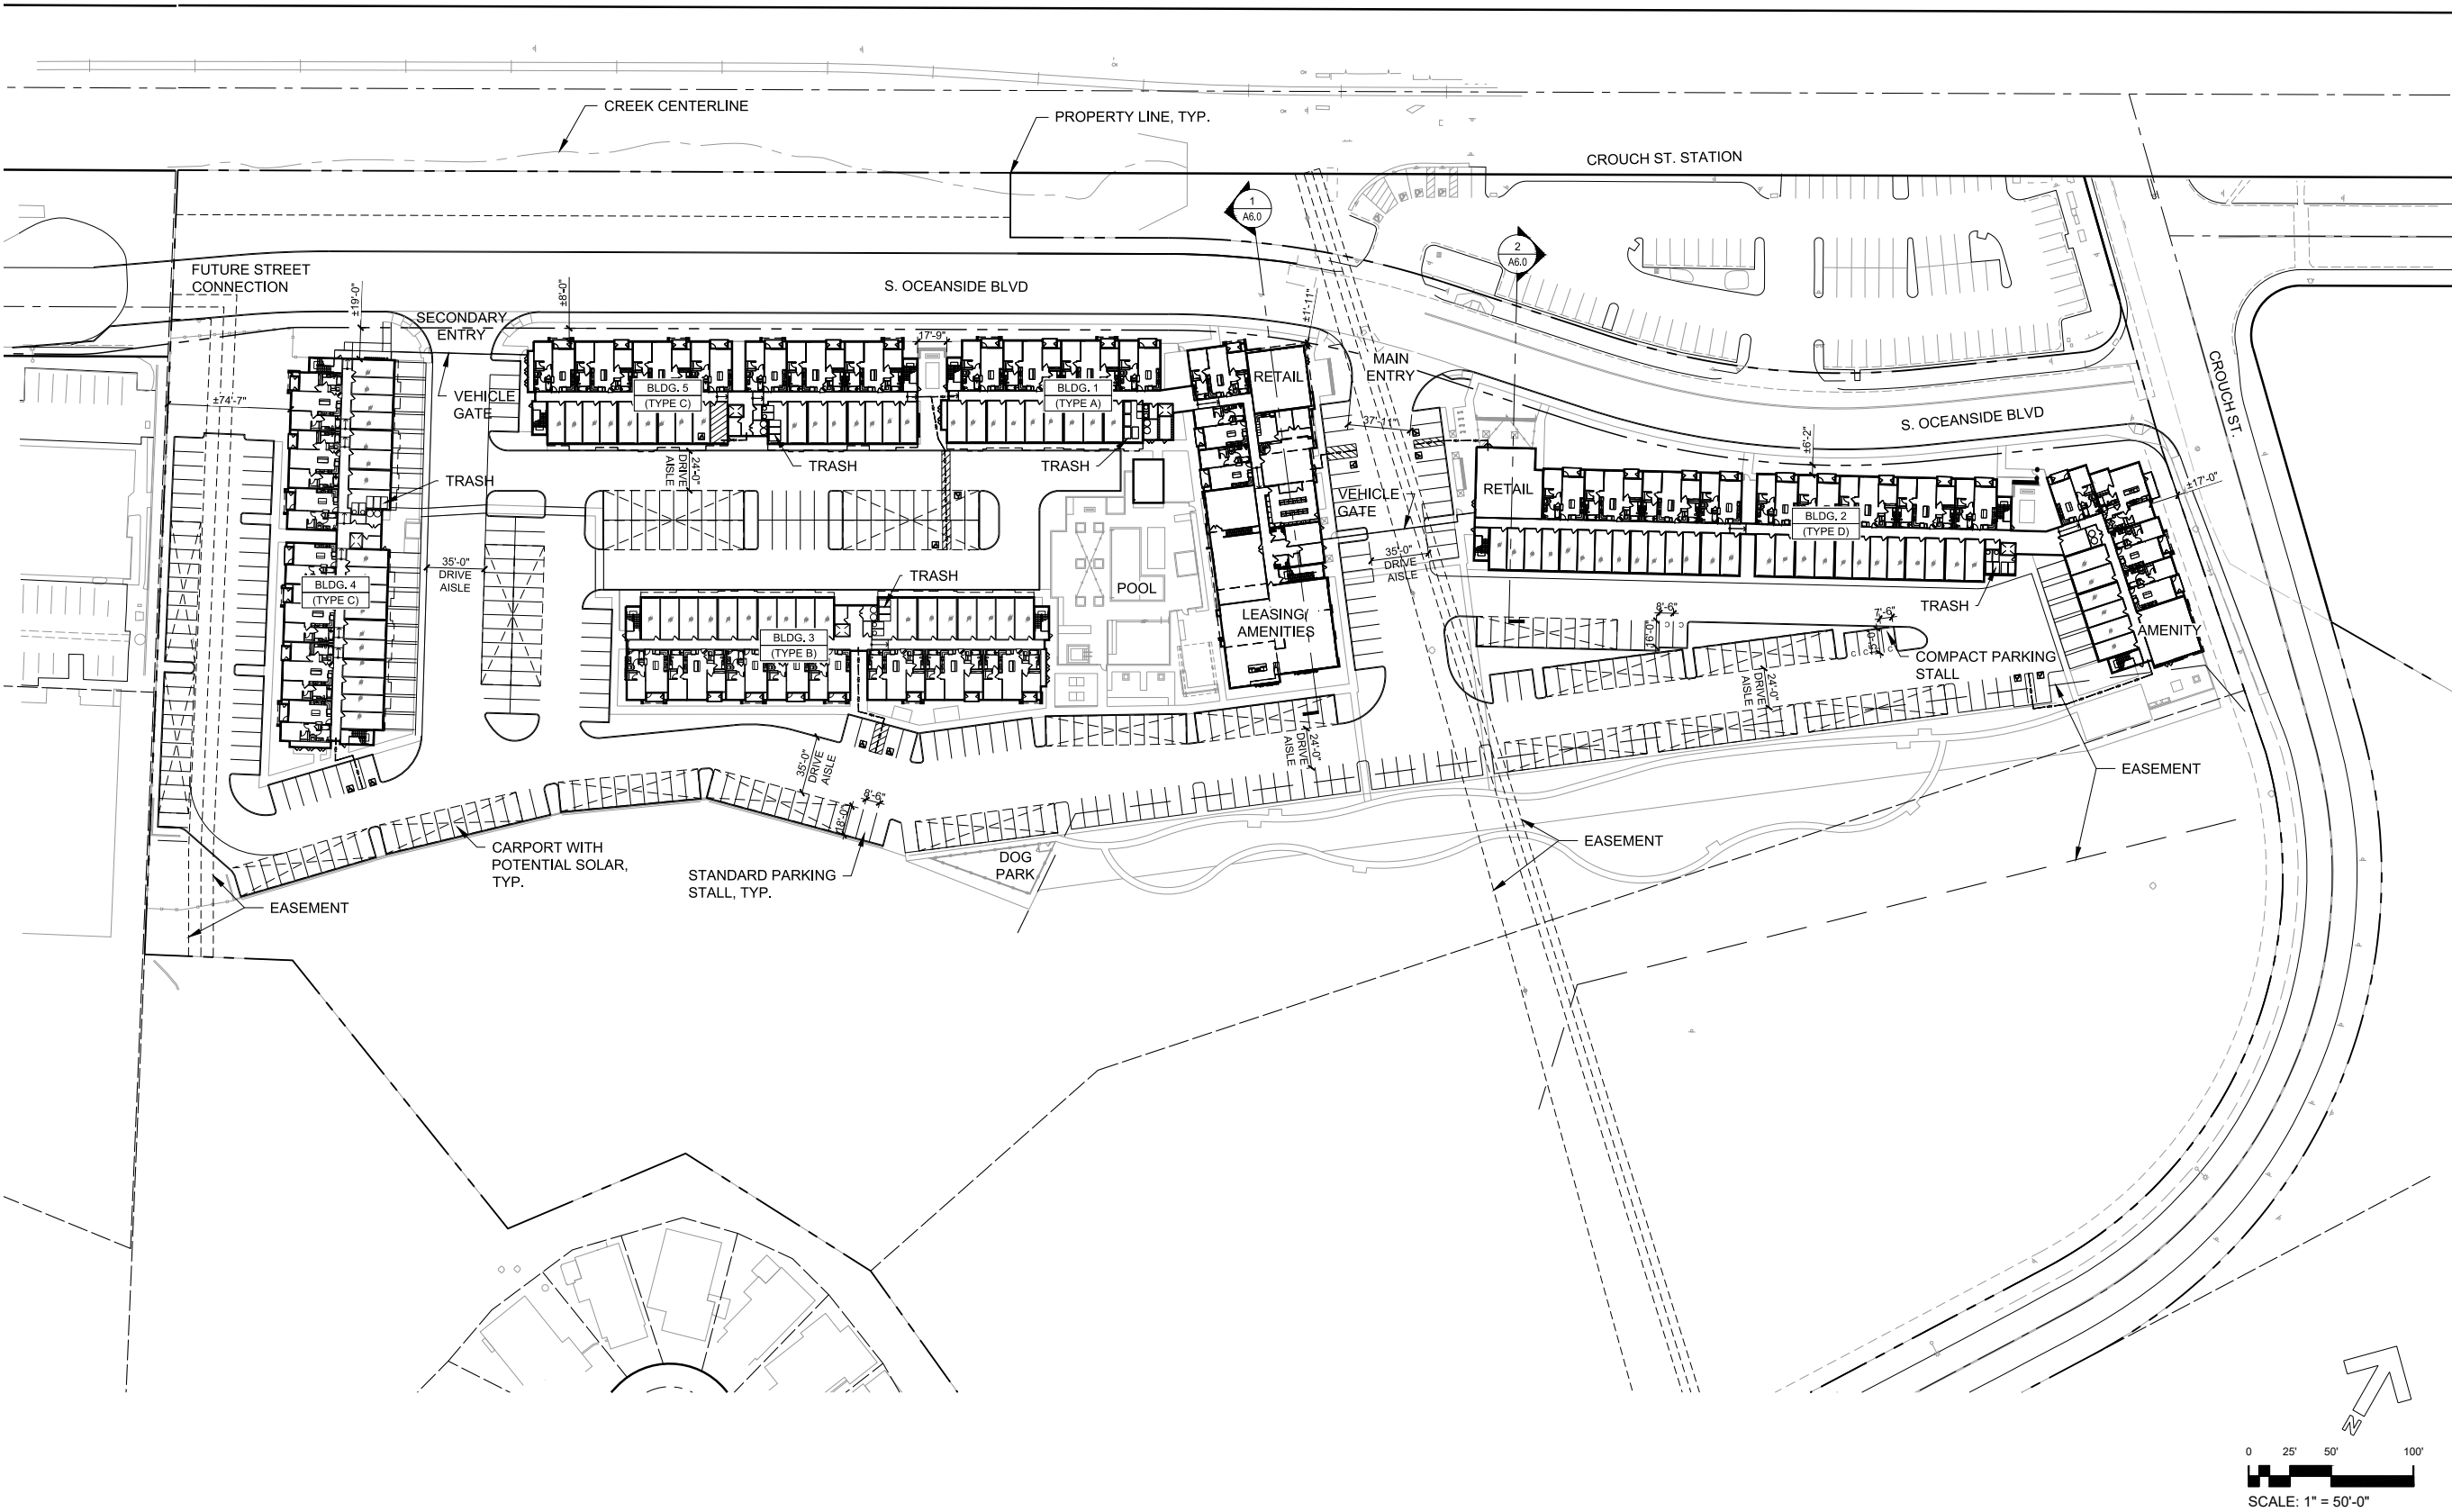 CREEK CENTERLINE
PROPERTY LINE, TYP.
CROUCH ST. STATION
1
A6.0
2
A6.0
FUTURE STREET
CONNECTION
S. OCEANSIDE BLVD
±19'-0"
±8'-0"
±1'-11"
SECONDARY
ENTRY
17'-9"
MAIN
ENTRY
CROUCH ST.
RETAIL
BLDG. 5
(TYPE C)
BLDG. 1
(TYPE A)
VEHICLE
GATE
±74'-7"
37'-11"
S. OCEANSIDE BLVD
±6'-2"
TRASH
TRASH
24'-0"
DRIVE
AISLE
TRASH
±17'-0"
RETAIL
VEHICLE
GATE
BLDG. 2
(TYPE D)
35'-0"
DRIVE
AISLE
35'-0"
DRIVE
AISLE
BLDG. 4
(TYPE C)
TRASH
POOL
LEASING/
AMENITIES
TRASH
8'-6"
16'-0"
7'-6"
15'-0"
AMENITY
BLDG. 3
(TYPE B)
COMPACT PARKING
STALL
24'-0"
DRIVE
AISLE
24'-0"
DRIVE
AISLE
35'-0"
DRIVE
AISLE
EASEMENT
8'-6"
18'-0"
CARPORT WITH
POTENTIAL SOLAR,
TYP.
STANDARD PARKING
STALL, TYP.
DOG
PARK
EASEMENT
EASEMENT
N
0 25' 50' 100'
SCALE: 1" = 50'-0"